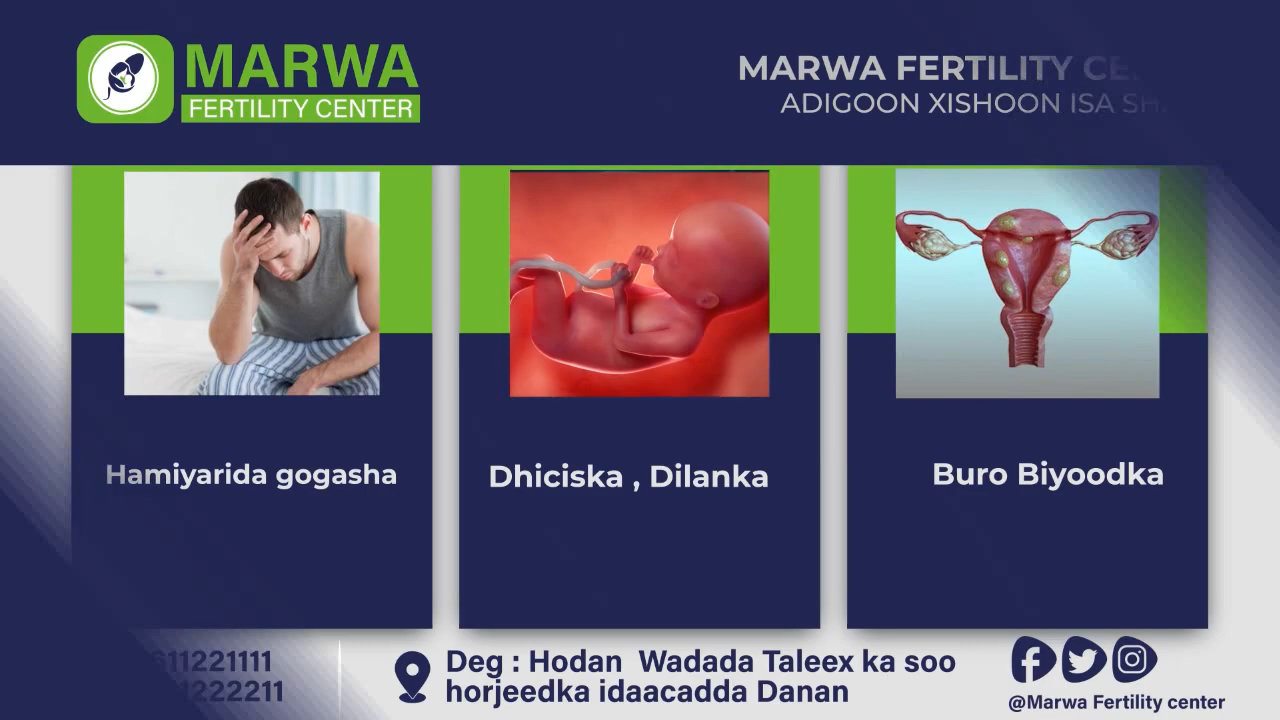 MARWA
FERTILITY CENTER
MARWA FERTILITY
ADIGOON XISHOON ISA
Hamiyarida gogasha
Dhiciska , Dilanka
Buro Biyoodka
Deg : Hodan Wadada Taleex ka soo
horjeedka idaacadda Danan
@Marwa Fertility center